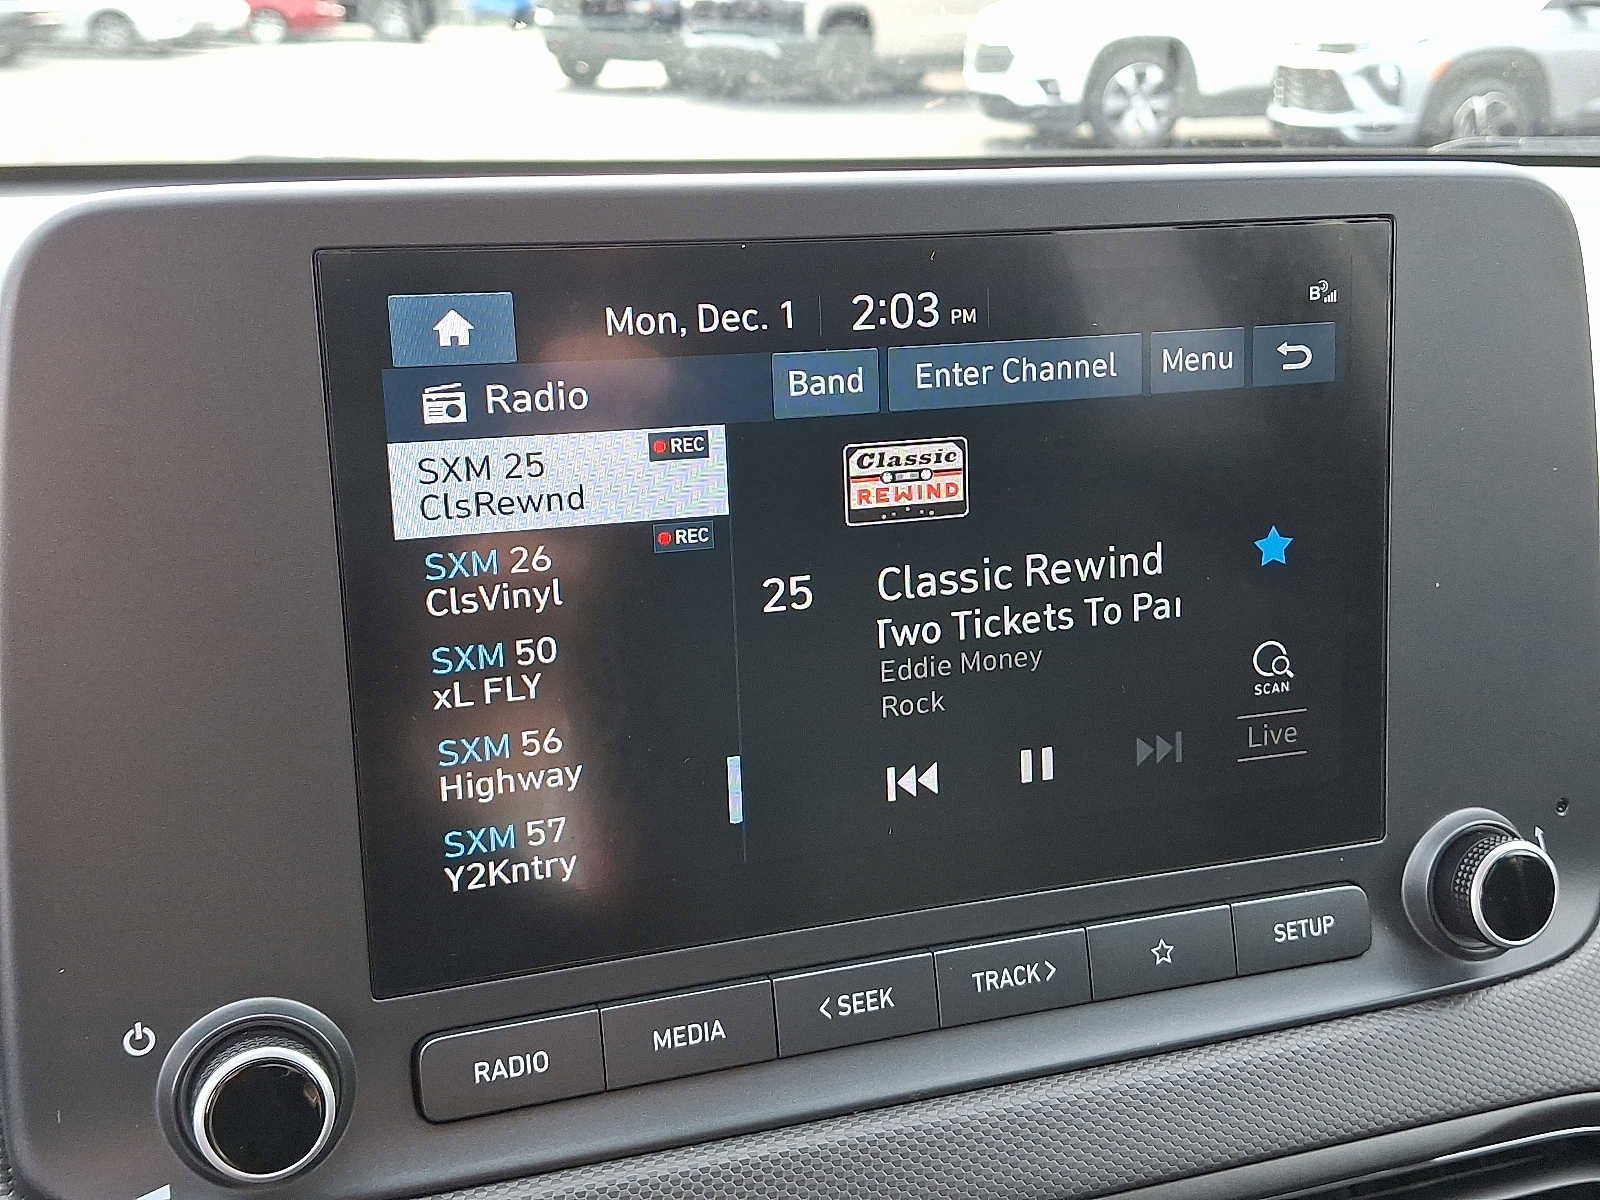 Mon, Dec. 1 2:03 PM
B
Radio Band Enter Channel Menu
SXM 25 REC
ClsRewnd
SXM 26 REC
ClsVinyl
SXM 50
xL FLY
SXM 56
Highway
SXM 57
Y2Kntry
Classic
REWIND
25 Classic Rewind
Two Tickets To Par
Eddie Money
Rock
SCAN
Live
RADIO MEDIA < SEEK TRACK > SETUP